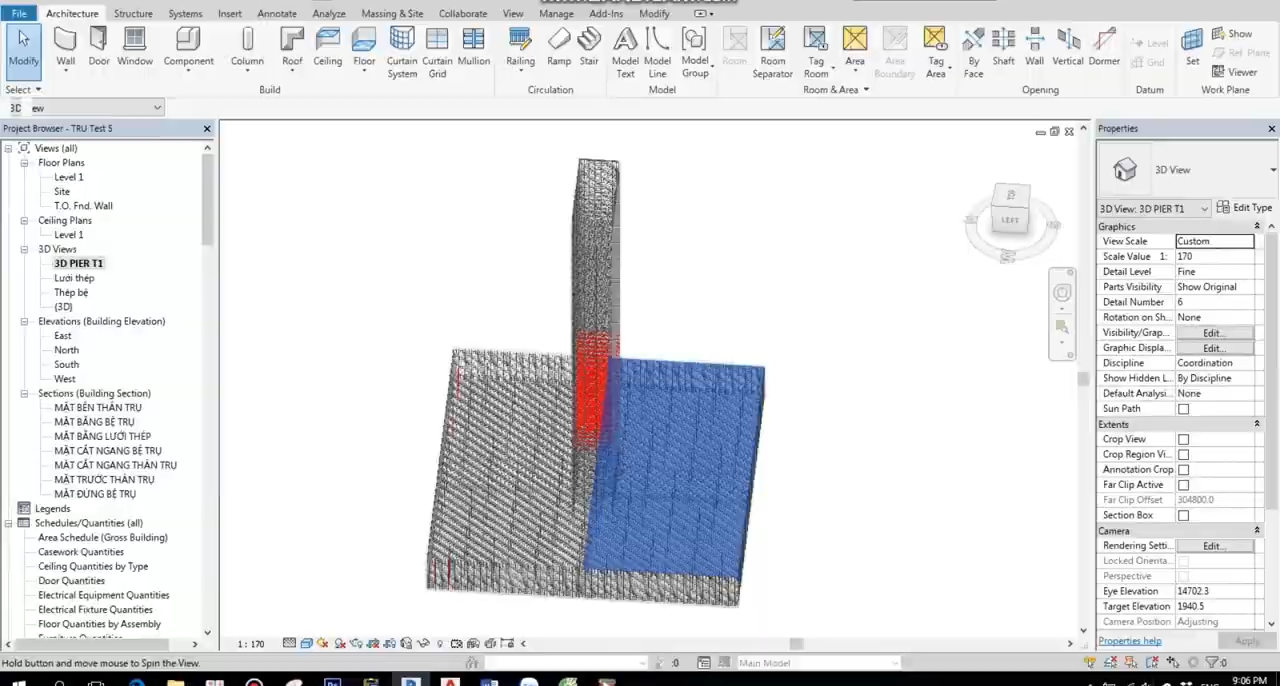 File Architecture Structure Systems Insert Annotate Analyze Massing & Site Collaborate View Manage Add-Ins Modify
Modify Wall Door Window Component Column Roof Ceiling Floor Curtain System Curtain Grid Mullion Railing Ramp Stair Model Text Model Line Model Group Room Room Separator Tag Room Area Area Boundary Tag Area By Face Shaft Wall Vertical Dormer Level Grid Set Show Ref Plane Viewer
Select Build Circulation Model Room & Area Opening Datum Work Plane
Project Browser - TRU Test 5
Views (all)
Floor Plans
Level 1
Site
T.O. Fnd. Wall
Ceiling Plans
Level 1
3D Views
3D PIER T1
Lưới thép
Thép bệ
(3D)
Elevations (Building Elevation)
East
North
South
West
Sections (Building Section)
MẶT BÊN THÂN TRỤ
MẶT BẰNG BỆ TRỤ
MẶT BẰNG LƯỚI THÉP
MẶT CẮT NGANG BỆ TRỤ
MẶT CẮT NGANG THÂN TRỤ
MẶT TRƯỚC THÂN TRỤ
MẶT ĐỨNG BỆ TRỤ
Legends
Schedules/Quantities (all)
Area Schedule (Gross Building)
Casework Quantities
Ceiling Quantities by Type
Door Quantities
Electrical Equipment Quantities
Electrical Fixture Quantities
Floor Quantities by Assembly
LEFT
Properties
3D View
3D View: 3D PIER T1 Edit Type
Graphics
View Scale Custom
Scale Value 1: 170
Detail Level Fine
Parts Visibility Show Original
Detail Number 6
Rotation on Sh... None
Visibility/Grap... Edit...
Graphic Displa... Edit...
Discipline Coordination
Show Hidden L... By Discipline
Default Analysi... None
Sun Path
Extents
Crop View
Crop Region Vi...
Annotation Crop
Far Clip Active
Far Clip Offset 304800.0
Section Box
Camera
Rendering Setti... Edit...
Locked Orienta...
Perspective
Eye Elevation 14702.3
Target Elevation 1940.5
Camera Position Adjusting
Properties help Apply
1 : 170
Hold button and move mouse to Spin the View. :0 Main Model :0
9:06 PM